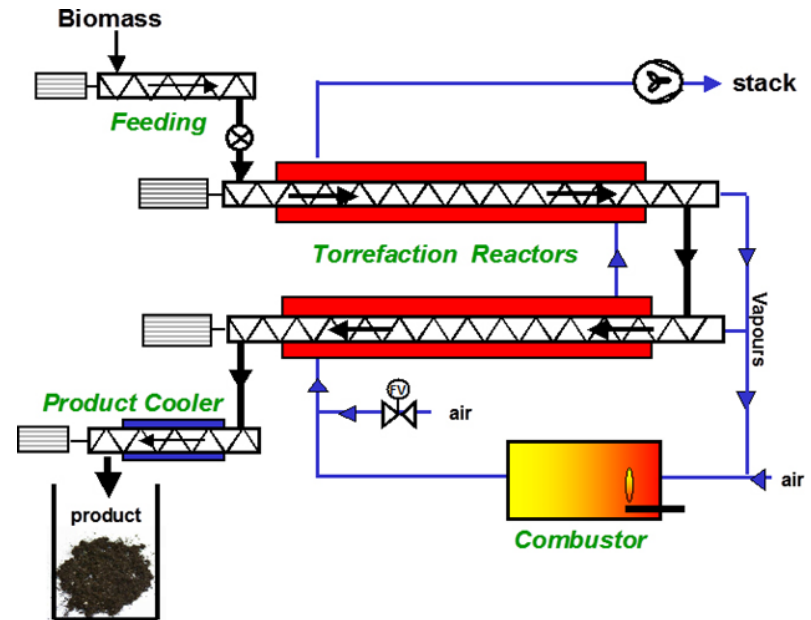 Biomass
stack
Feeding
Torrefaction Reactors
Vapours
Product Cooler
FV
air
air
product
Combustor